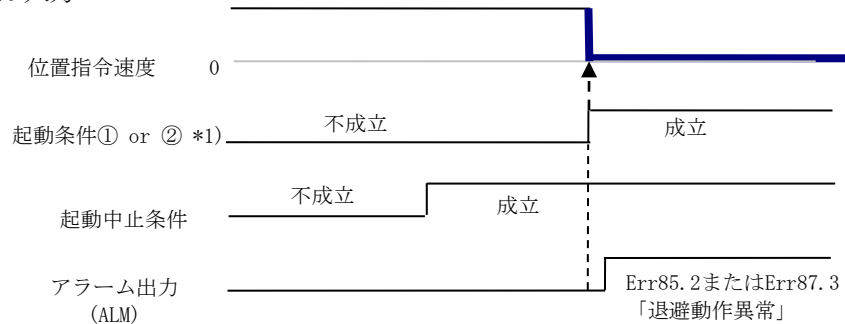 位置指令速度 0
起動条件① or ② *1)
不成立
成立
起動中止条件
不成立
成立
アラーム出力
(ALM)
Err85.2またはErr87.3
「退避動作異常」